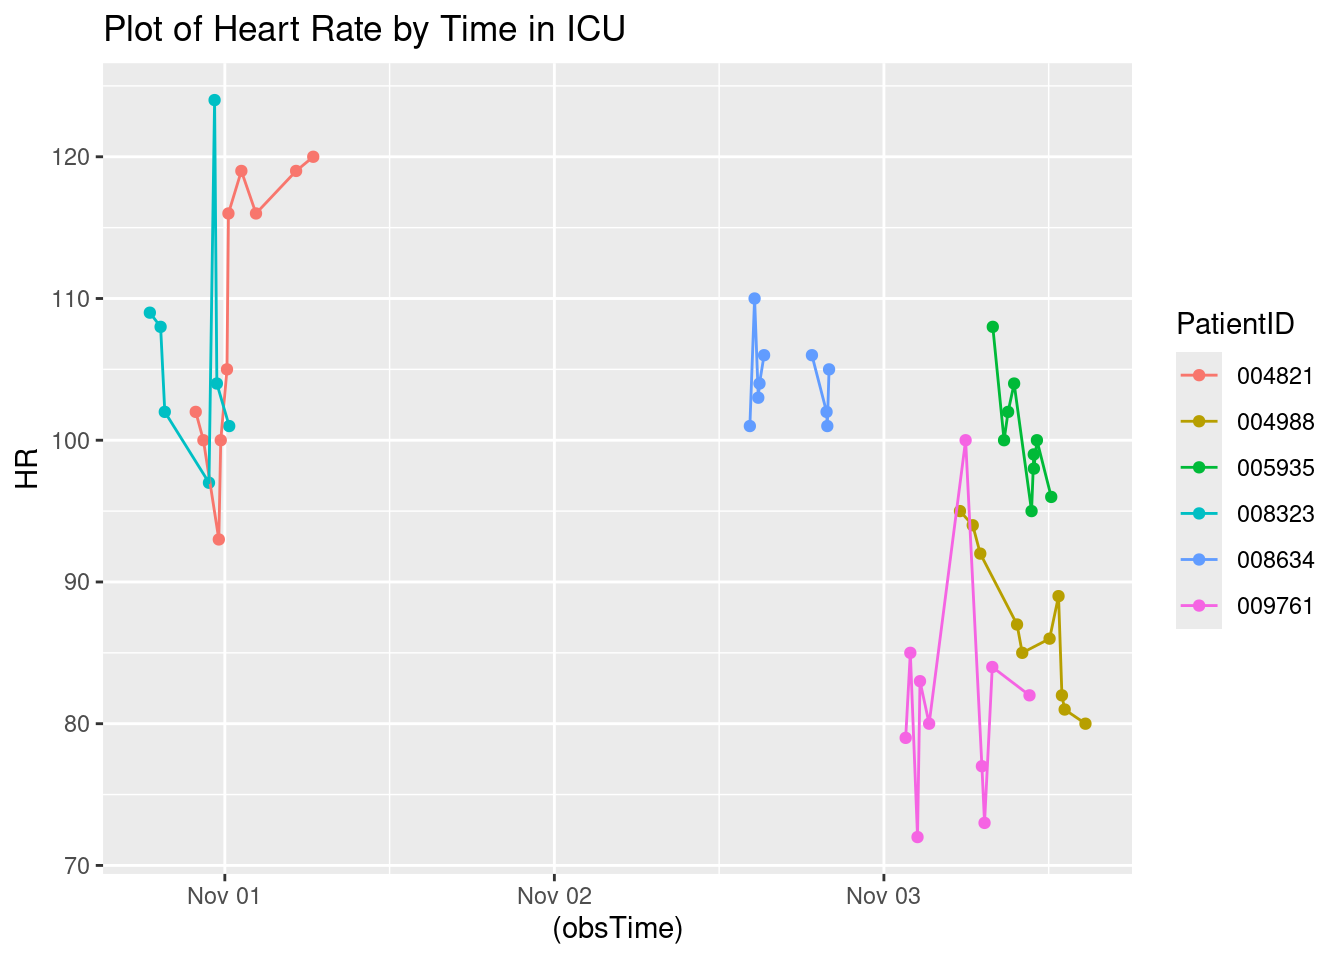 Plot of Heart Rate by Time in ICU
120
110
100
90
80
70
HR
Nov 01
Nov 02
Nov 03
(obsTime)
PatientID
004821
004988
005935
008323
008634
009761